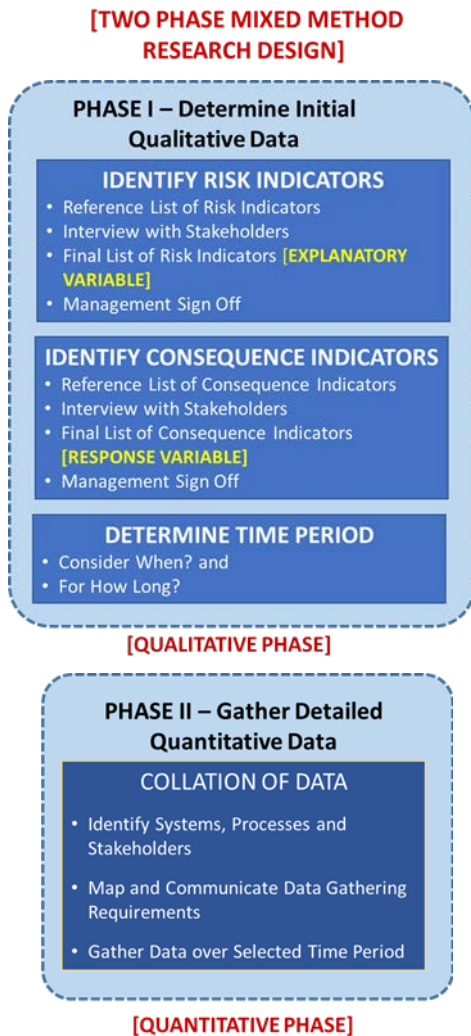 [TWO PHASE MIXED METHOD
RESEARCH DESIGN]
PHASE I – Determine Initial
Qualitative Data
IDENTIFY RISK INDICATORS
• Reference List of Risk Indicators
• Interview with Stakeholders
• Final List of Risk Indicators [EXPLANATORY
VARIABLE]
• Management Sign Off
IDENTIFY CONSEQUENCE INDICATORS
• Reference List of Consequence Indicators
• Interview with Stakeholders
• Final List of Consequence Indicators
[RESPONSE VARIABLE]
• Management Sign Off
DETERMINE TIME PERIOD
• Consider When? and
• For How Long?
[QUALITATIVE PHASE]
PHASE II – Gather Detailed
Quantitative Data
COLLATION OF DATA
• Identify Systems, Processes and
Stakeholders
• Map and Communicate Data Gathering
Requirements
• Gather Data over Selected Time Period
[QUANTITATIVE PHASE]